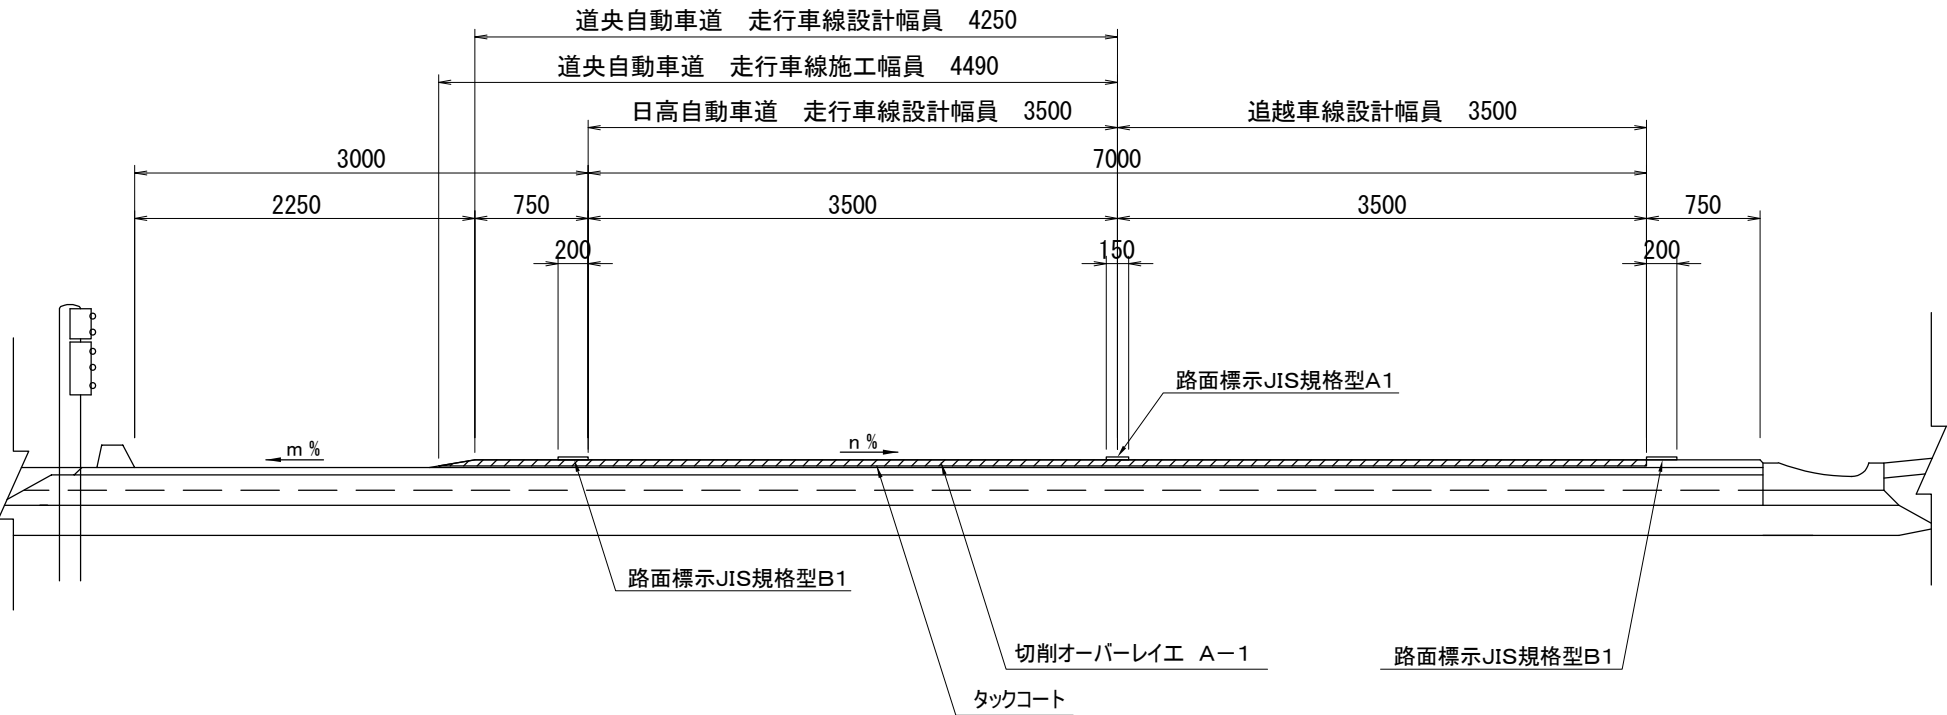 道央自動車道　走行車線設計幅員　4250
道央自動車道　走行車線施工幅員　4490
日高自動車道　走行車線設計幅員　3500
追越車線設計幅員　3500
3000
7000
2250
750
3500
3500
750
200
150
200
路面標示JIS規格型A1
m %
n %
路面標示JIS規格型B1
切削オーバーレイ工　A－1
路面標示JIS規格型B1
タックコート